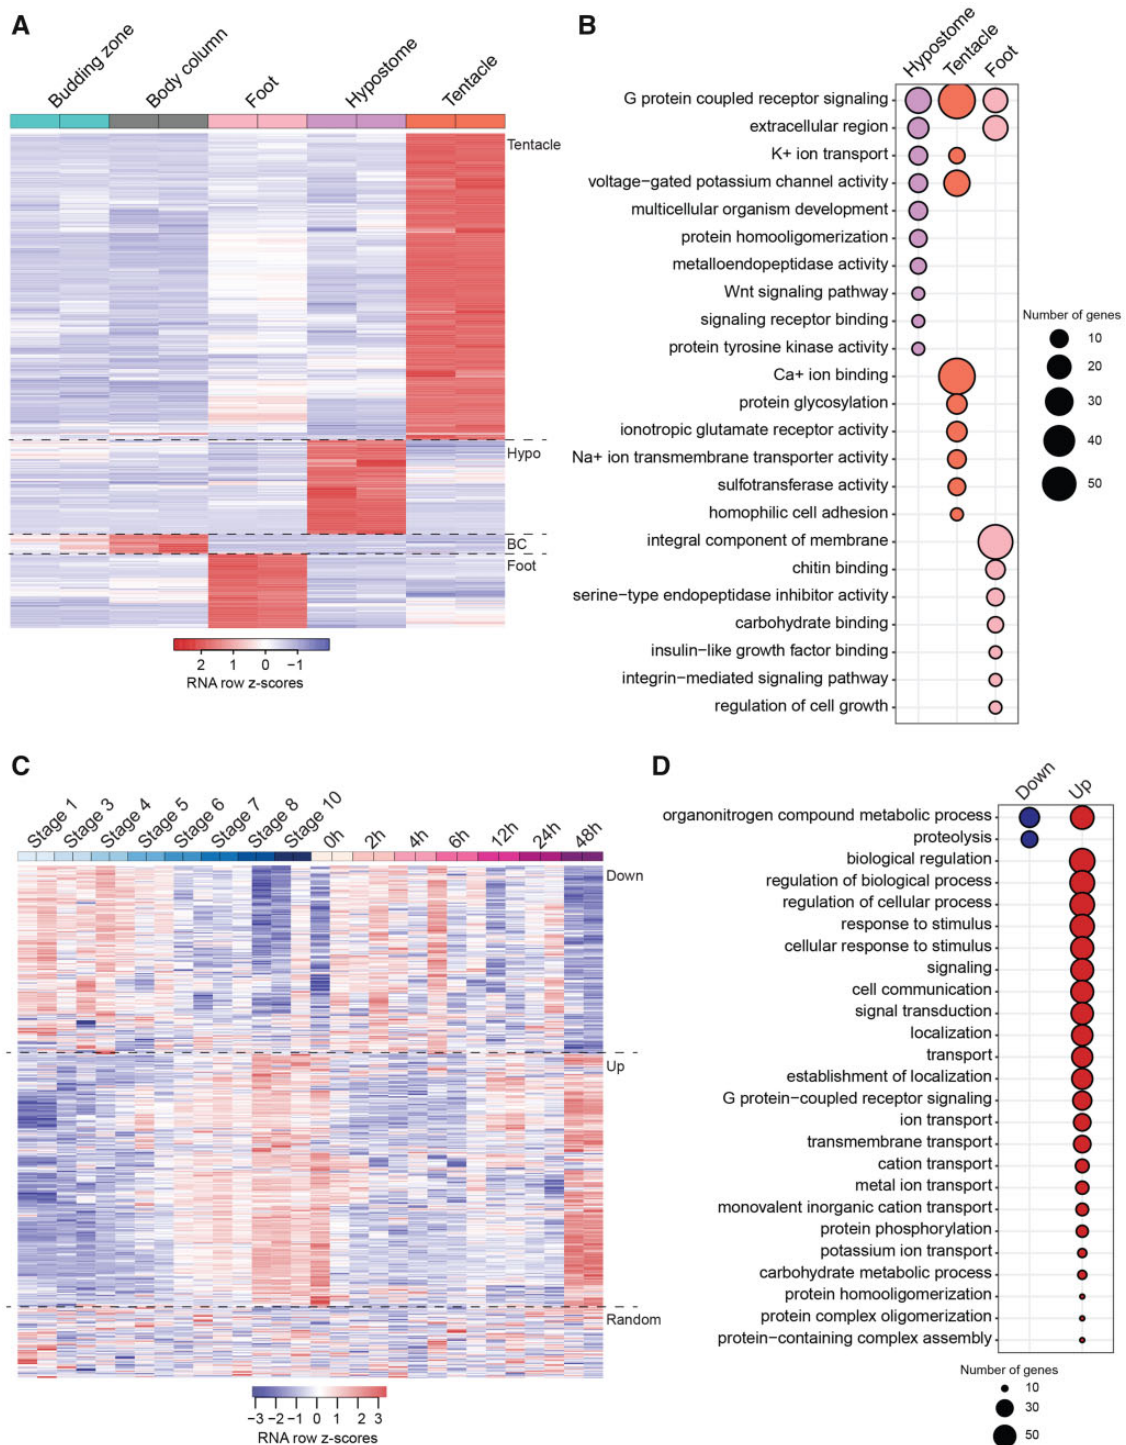 A
Budding zone
Body column
Foot
Hypostome
Tentacle
Tentacle
Hypo
BC
Foot
2 1 0 −1
RNA row z-scores
B
Hypostome
Tentacle
Foot
G protein coupled receptor signaling
extracellular region
K+ ion transport
voltage−gated potassium channel activity
multicellular organism development
protein homooligomerization
metalloendopeptidase activity
Wnt signaling pathway
signaling receptor binding
protein tyrosine kinase activity
Ca+ ion binding
protein glycosylation
ionotropic glutamate receptor activity
Na+ ion transmembrane transporter activity
sulfotransferase activity
homophilic cell adhesion
integral component of membrane
chitin binding
serine−type endopeptidase inhibitor activity
carbohydrate binding
insulin−like growth factor binding
integrin−mediated signaling pathway
regulation of cell growth
Number of genes
10
20
30
40
50
C
Stage 1
Stage 3
Stage 4
Stage 5
Stage 6
Stage 7
Stage 8
Stage 10
0h
2h
4h
6h
12h
24h
48h
Down
Up
Random
−3 −2 −1 0 1 2 3
RNA row z-scores
D
Down
Up
organonitrogen compound metabolic process
proteolysis
biological regulation
regulation of biological process
regulation of cellular process
response to stimulus
cellular response to stimulus
signaling
cell communication
signal transduction
localization
transport
establishment of localization
G protein−coupled receptor signaling
ion transport
transmembrane transport
cation transport
metal ion transport
monovalent inorganic cation transport
protein phosphorylation
potassium ion transport
carbohydrate metabolic process
protein homooligomerization
protein complex oligomerization
protein-containing complex assembly
Number of genes
10
30
50